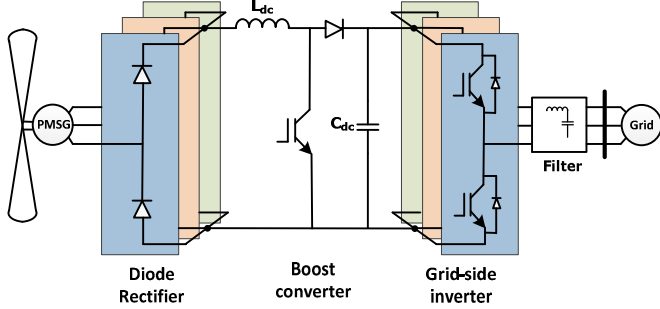 L dc
PMSG
C dc
Grid
Filter
Diode
Rectifier
Boost
converter
Grid-side
inverter